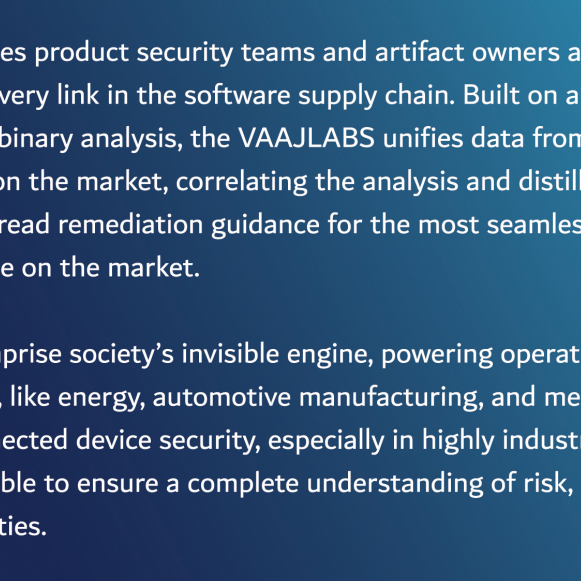 es product security teams and artifact owners a
very link in the software supply chain. Built on a
binary analysis, the VAAJLABS unifies data from
on the market, correlating the analysis and distill
read remediation guidance for the most seamles
e on the market.
prise society’s invisible engine, powering operat
, like energy, automotive manufacturing, and me
ected device security, especially in highly indust
ble to ensure a complete understanding of risk,
ties.